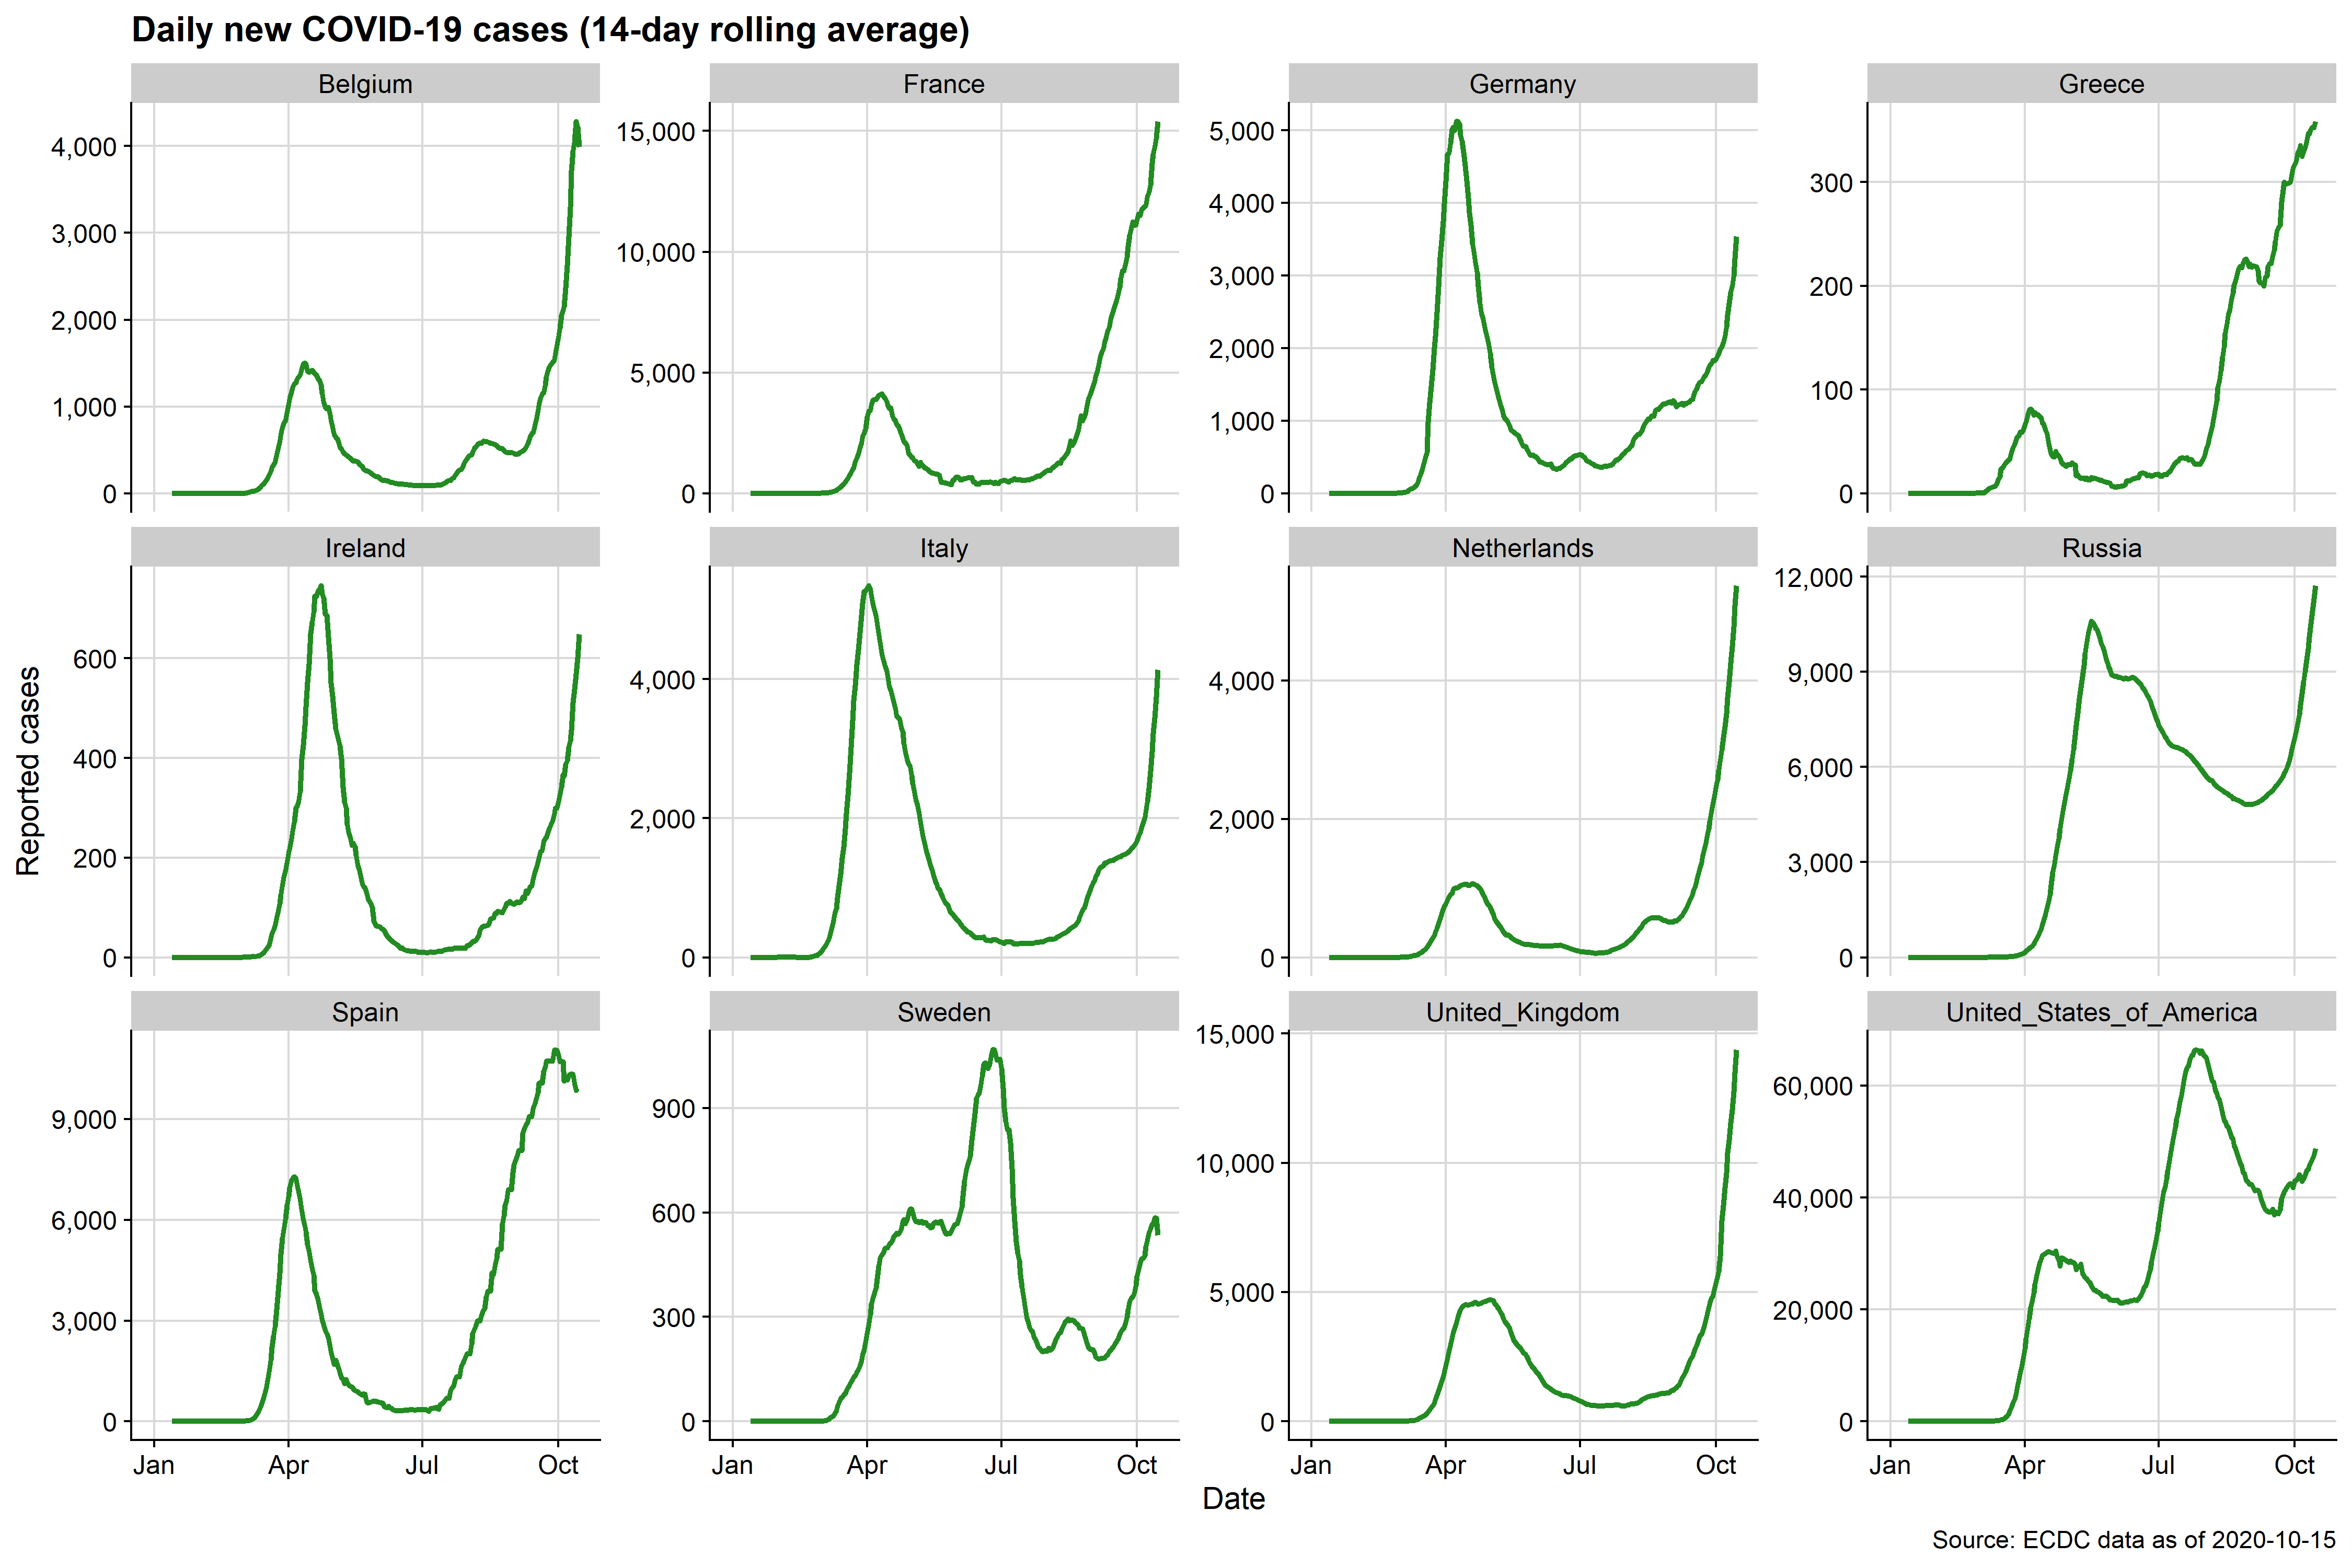 Daily new COVID-19 cases (14-day rolling average)
Belgium
France
Germany
Greece
4,000
3,000
2,000
1,000
0
15,000
10,000
5,000
0
5,000
4,000
3,000
2,000
1,000
0
300
200
100
0
Ireland
Italy
Netherlands
Russia
600
400
200
0
4,000
2,000
0
4,000
2,000
0
12,000
9,000
6,000
3,000
0
Spain
Sweden
United_Kingdom
United_States_of_America
9,000
6,000
3,000
0
900
600
300
0
15,000
10,000
5,000
0
60,000
40,000
20,000
0
Jan Apr Jul Oct
Jan Apr Jul Oct
Jan Apr Jul Oct
Jan Apr Jul Oct
Reported cases
Date
Source: ECDC data as of 2020-10-15